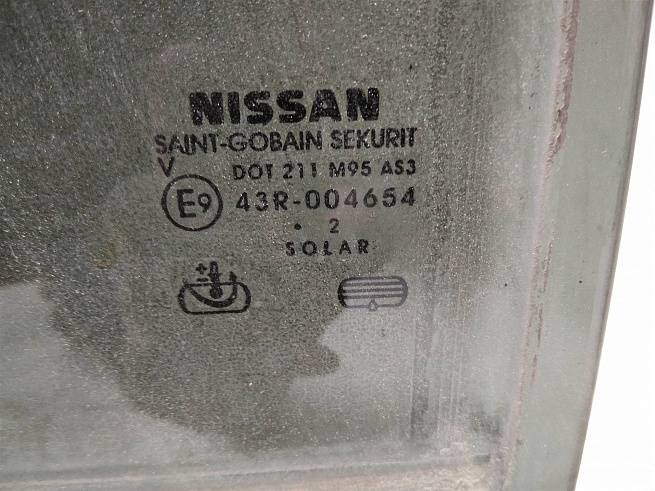 NISSAN
SAINT-GOBAIN SEKURIT
V
DOT 211 M95 AS3
E9 43R-004654
. 2
SOLAR